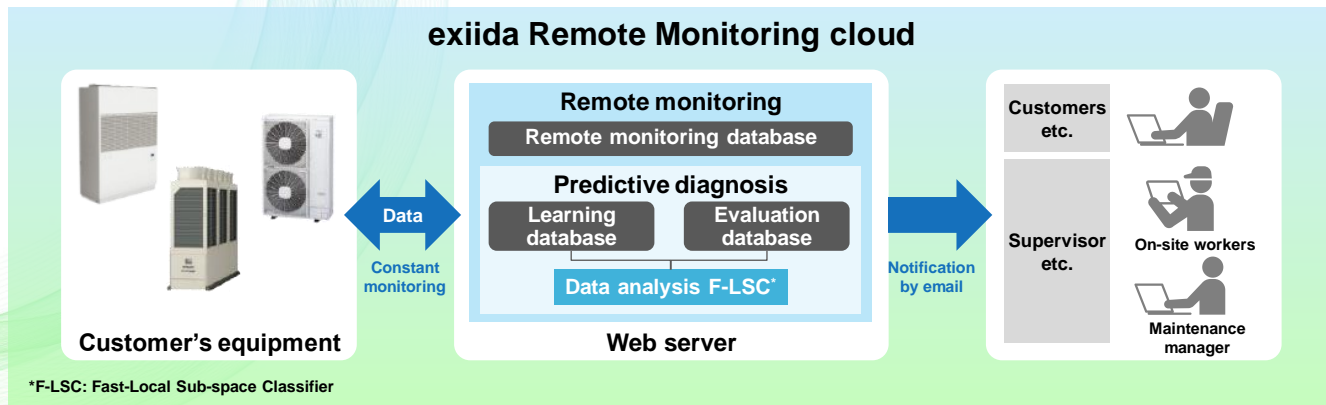 exiida Remote Monitoring cloud
Customer's equipment
Data
Constant
monitoring
Remote monitoring
Remote monitoring database
Predictive diagnosis
Learning
database
Evaluation
database
Data analysis F-LSC*
Web server
Notification
by email
Customers
etc.
Supervisor
etc.
On-site workers
Maintenance
manager
*F-LSC: Fast-Local Sub-space Classifier